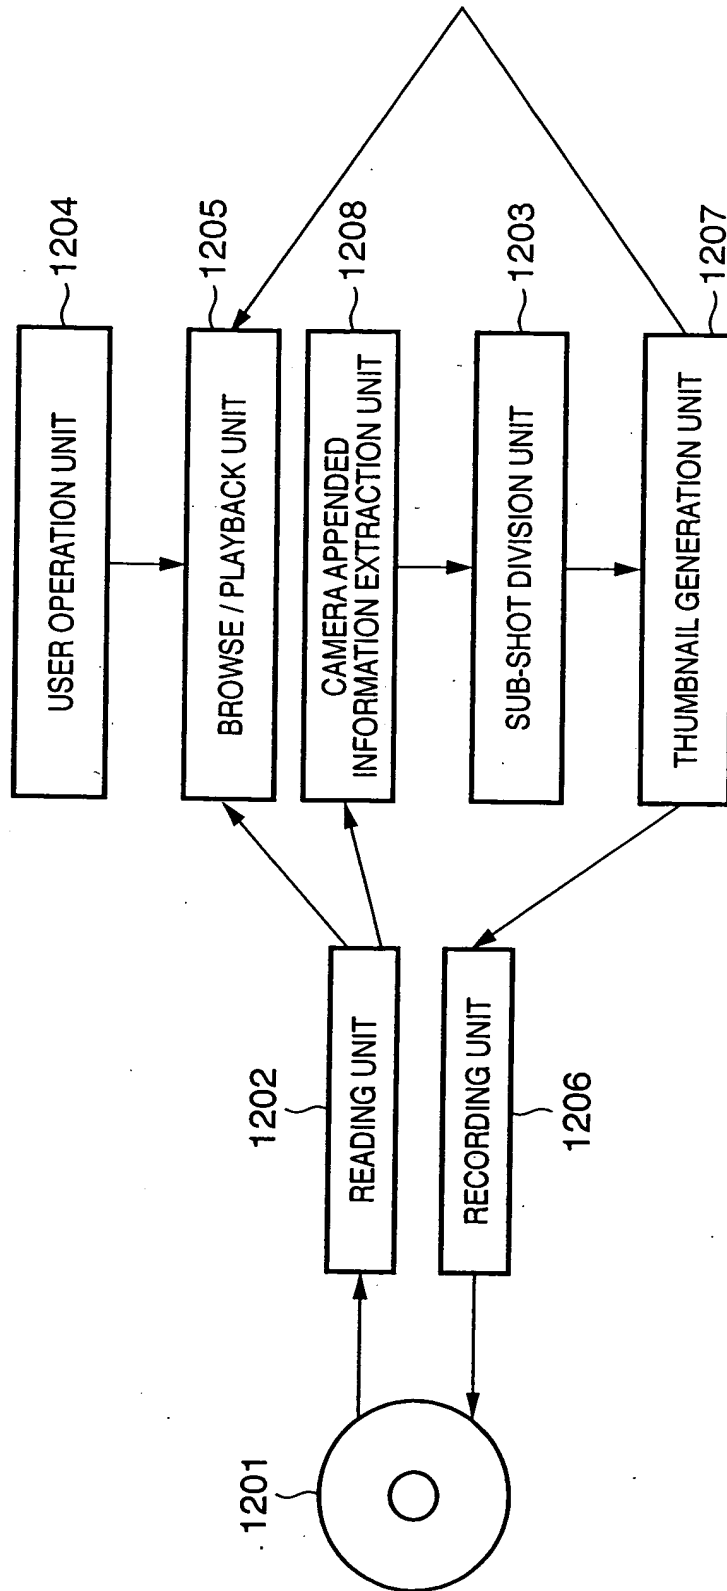 1201
1202
READING UNIT
RECORDING UNIT
1206
USER OPERATION UNIT
1204
BROWSE / PLAYBACK UNIT
1205
CAMERA APPENDED
INFORMATION EXTRACTION UNIT
1208
SUB-SHOT DIVISION UNIT
1203
THUMBNAIL GENERATION UNIT
1207